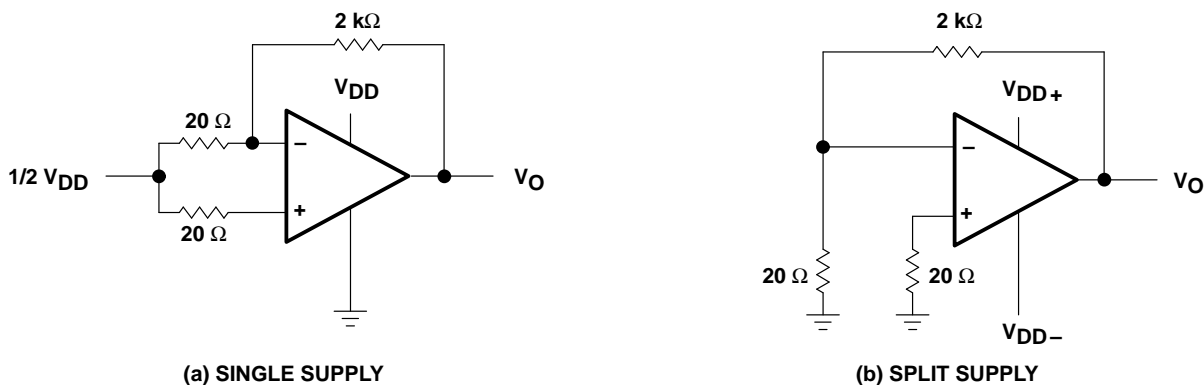 2 kΩ
VDD
20 Ω
−
1/2 VDD
VO
+
20 Ω
(a) SINGLE SUPPLY
2 kΩ
VDD+
−
VO
+
20 Ω
20 Ω
VDD−
(b) SPLIT SUPPLY